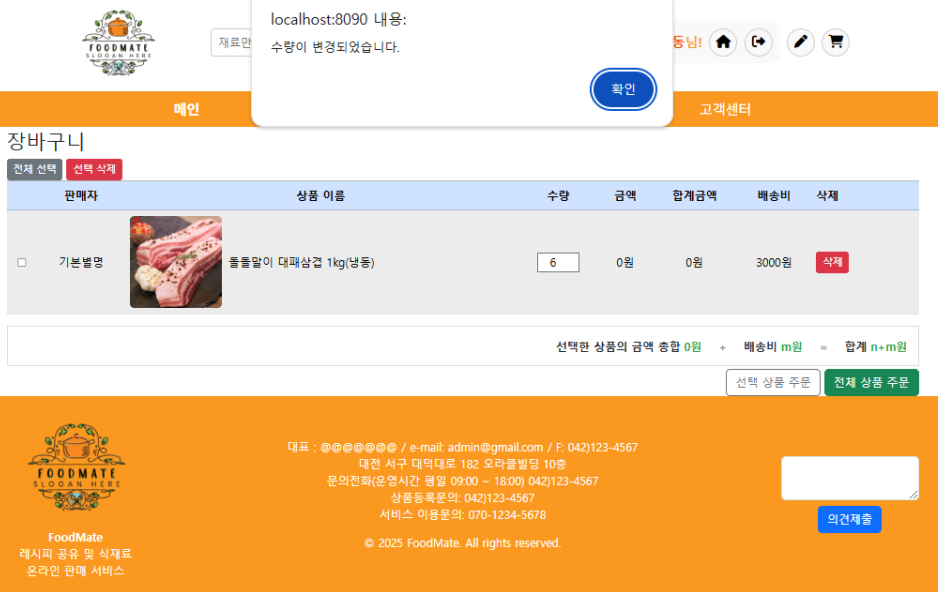 localhost:8090 내용:
수량이 변경되었습니다.
확인
FOODMATE
SLOGAN HERE
재료만
동님!
메인
고객센터
장바구니
전체 선택 선택 삭제
판매자 상품 이름 수량 금액 합계금액 배송비 삭제
기본별명 돌돌말이 대패삼겹 1kg(냉동) 6 0원 0원 3000원 삭제
선택한 상품의 금액 총합 0원 + 배송비 m원 = 합계 n+m원
선택 상품 주문 전체 상품 주문
FOODMATE
SLOGAN HERE
FoodMate
레시피 공유 및 식재료
온라인 판매 서비스
대표 : @@@@@@@ / e-mail: admin@gmail.com / F: 042)123-4567
대전 서구 대덕대로 182 오라클빌딩 10층
문의전화(운영시간 평일 09:00 ~ 18:00) 042)123-4567
상품등록문의: 042)123-4567
서비스 이용문의: 070-1234-5678
© 2025 FoodMate. All rights reserved.
의견제출